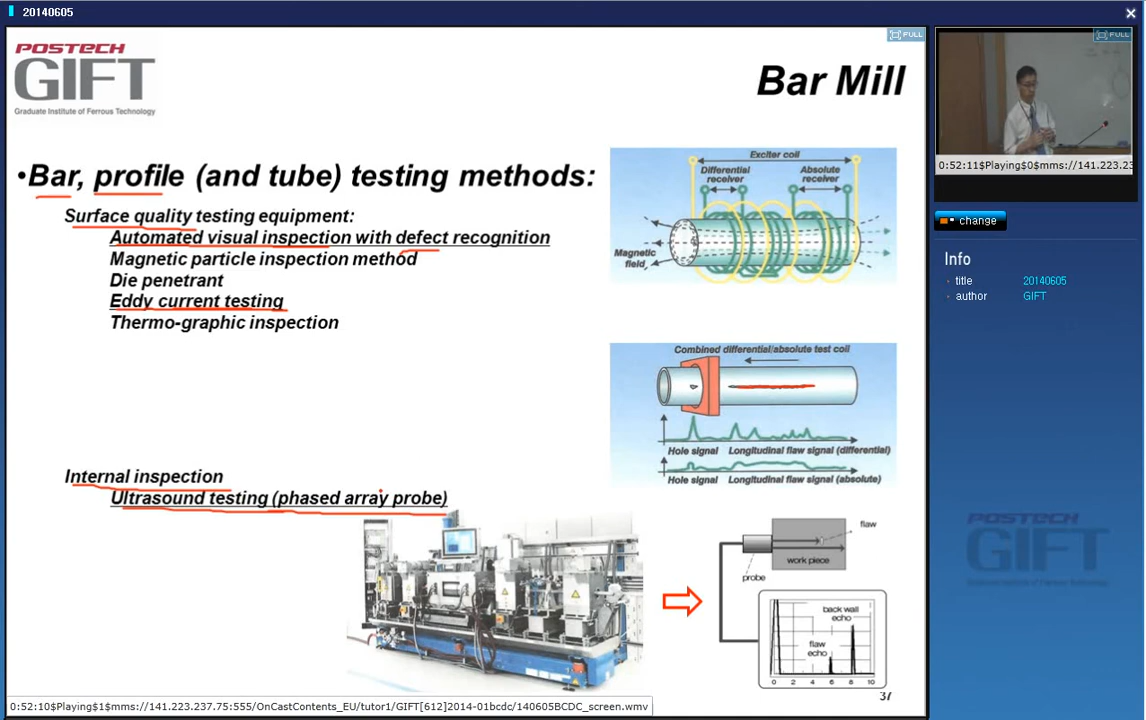 20140605
FULL
POSTECH
GIFT
Graduate Institute of Ferrous Technology
Bar Mill
•Bar, profile (and tube) testing methods:
Surface quality testing equipment:
Automated visual inspection with defect recognition
Magnetic particle inspection method
Die penetrant
Eddy current testing
Thermo-graphic inspection
Internal inspection
Ultrasound testing (phased array probe)
Exciter coil
Differential receiver
Absolute receiver
Magnetic field
Combined differential/absolute test coil
Hole signal Longitudinal flaw signal (differential)
Hole signal Longitudinal flaw signal (absolute)
flaw
work piece
probe
back wall echo
flaw echo
0 2 4 6 8 10
37
0:52:10$Playing$1$mms://141.223.237.75:555/OnCastContents_EU/tutor1/GIFT[612]2014-01bcdc/140605BCDC_screen.wmv
FULL
0:52:11$Playing$0$mms://141.223.23
change
Info
title 20140605
author GIFT
POSTECH
GIFT